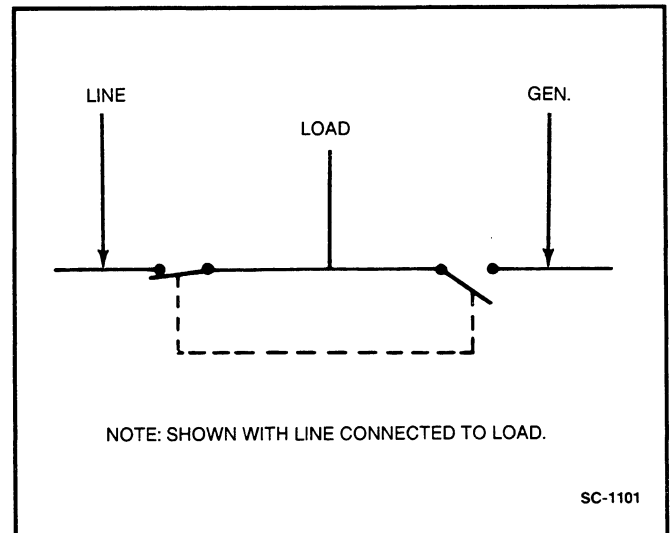 LINE
GEN.
LOAD
NOTE: SHOWN WITH LINE CONNECTED TO LOAD.
SC-1101